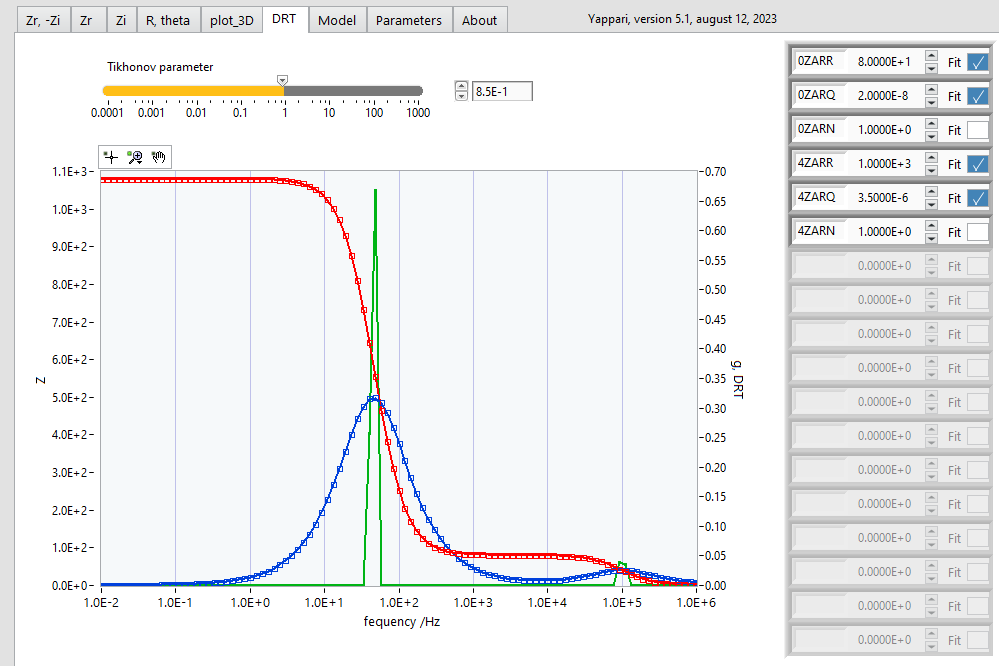 Zr, -Zi Zr Zi R, theta plot_3D DRT Model Parameters About Yappari, version 5.1, august 12, 2023
Tikhonov parameter
0.0001 0.001 0.01 0.1 1 10 100 1000
8.5E-1
0ZARR 8.0000E+1 Fit
0ZARQ 2.0000E-8 Fit
0ZARN 1.0000E+0 Fit
4ZARR 1.0000E+3 Fit
4ZARQ 3.5000E-6 Fit
4ZARN 1.0000E+0 Fit
0.0000E+0 Fit
0.0000E+0 Fit
0.0000E+0 Fit
0.0000E+0 Fit
0.0000E+0 Fit
0.0000E+0 Fit
0.0000E+0 Fit
0.0000E+0 Fit
0.0000E+0 Fit
0.0000E+0 Fit
0.0000E+0 Fit
0.0000E+0 Fit
Z
1.1E+3
1.0E+3
9.0E+2
8.0E+2
7.0E+2
6.0E+2
5.0E+2
4.0E+2
3.0E+2
2.0E+2
1.0E+2
0.0E+0
0.70
0.65
0.60
0.55
0.50
0.45
0.40
0.35
0.30
0.25
0.20
0.15
0.10
0.05
0.00
g, DRT
1.0E-2 1.0E-1 1.0E+0 1.0E+1 1.0E+2 1.0E+3 1.0E+4 1.0E+5 1.0E+6
fequency /Hz